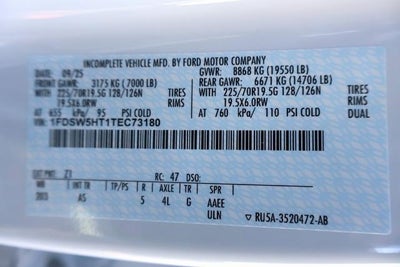 INCOMPLETE VEHICLE MFD. BY FORD MOTOR COMPANY
DATE: 09/25 GVWR: 8868 KG (19550 LB)
FRONT GAWR: 3175 KG (7000 LB) REAR GAWR: 6671 KG (14706 LB)
WITH 225/70R19.5G 128/126N TIRES WITH 225/70R19.5G 128/126N TIRES
19.5X6.0RW RIMS 19.5X6.0RW RIMS
AT 655 kPa/ 95 PSI COLD AT 760 kPa/ 110 PSI COLD DUAL
1FDSW5HT1TEC73180
EXT PNT: Z1 RC: 47 DSO:
WB INT TR TP/PS R AXLE TR SPR
203 AS 5 4L G AAEE
ULN RU5A-3520472-AB